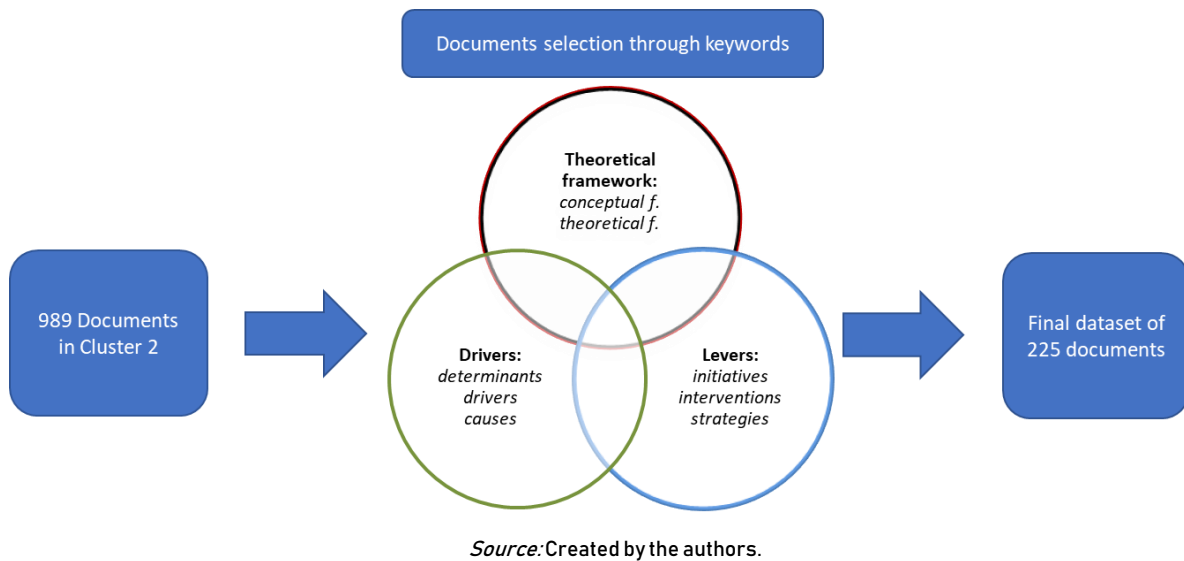 Documents selection through keywords
Theoretical
framework:
conceptual f.
theoretical f.
989 Documents
in Cluster 2
Drivers:
determinants
drivers
causes
Levers:
initiatives
interventions
strategies
Final dataset of
225 documents
Source: Created by the authors.